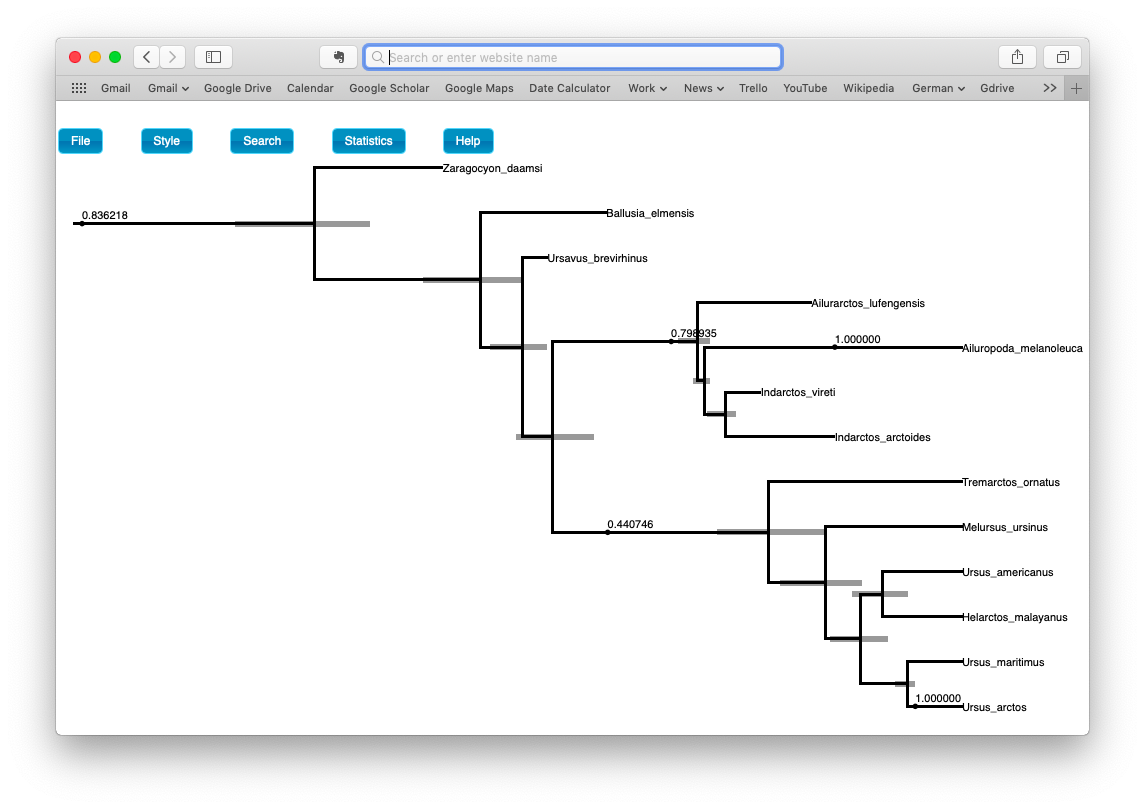 Search or enter website name
Gmail Gmail Google Drive Calendar Google Scholar Google Maps Date Calculator Work News Trello YouTube Wikipedia German Gdrive
File Style Search Statistics Help
Zaragocyon_daamsi
0.836218
Ballusia_elmensis
Ursavus_brevirhinus
Ailurarctos_lufengensis
0.798935
1.000000
Ailuropoda_melanoleuca
Indarctos_vireti
Indarctos_arctoides
Tremarctos_ornatus
0.440746
Melursus_ursinus
Ursus_americanus
Helarctos_malayanus
Ursus_maritimus
1.000000
Ursus_arctos